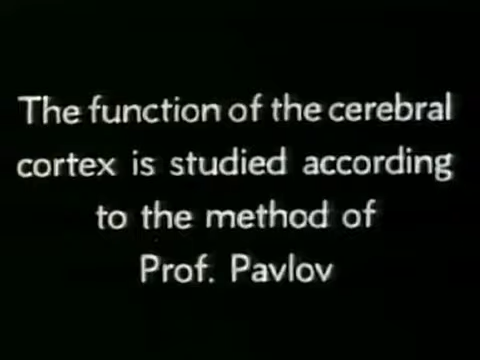 The function of the cerebral
cortex is studied according
to the method of
Prof. Pavlov